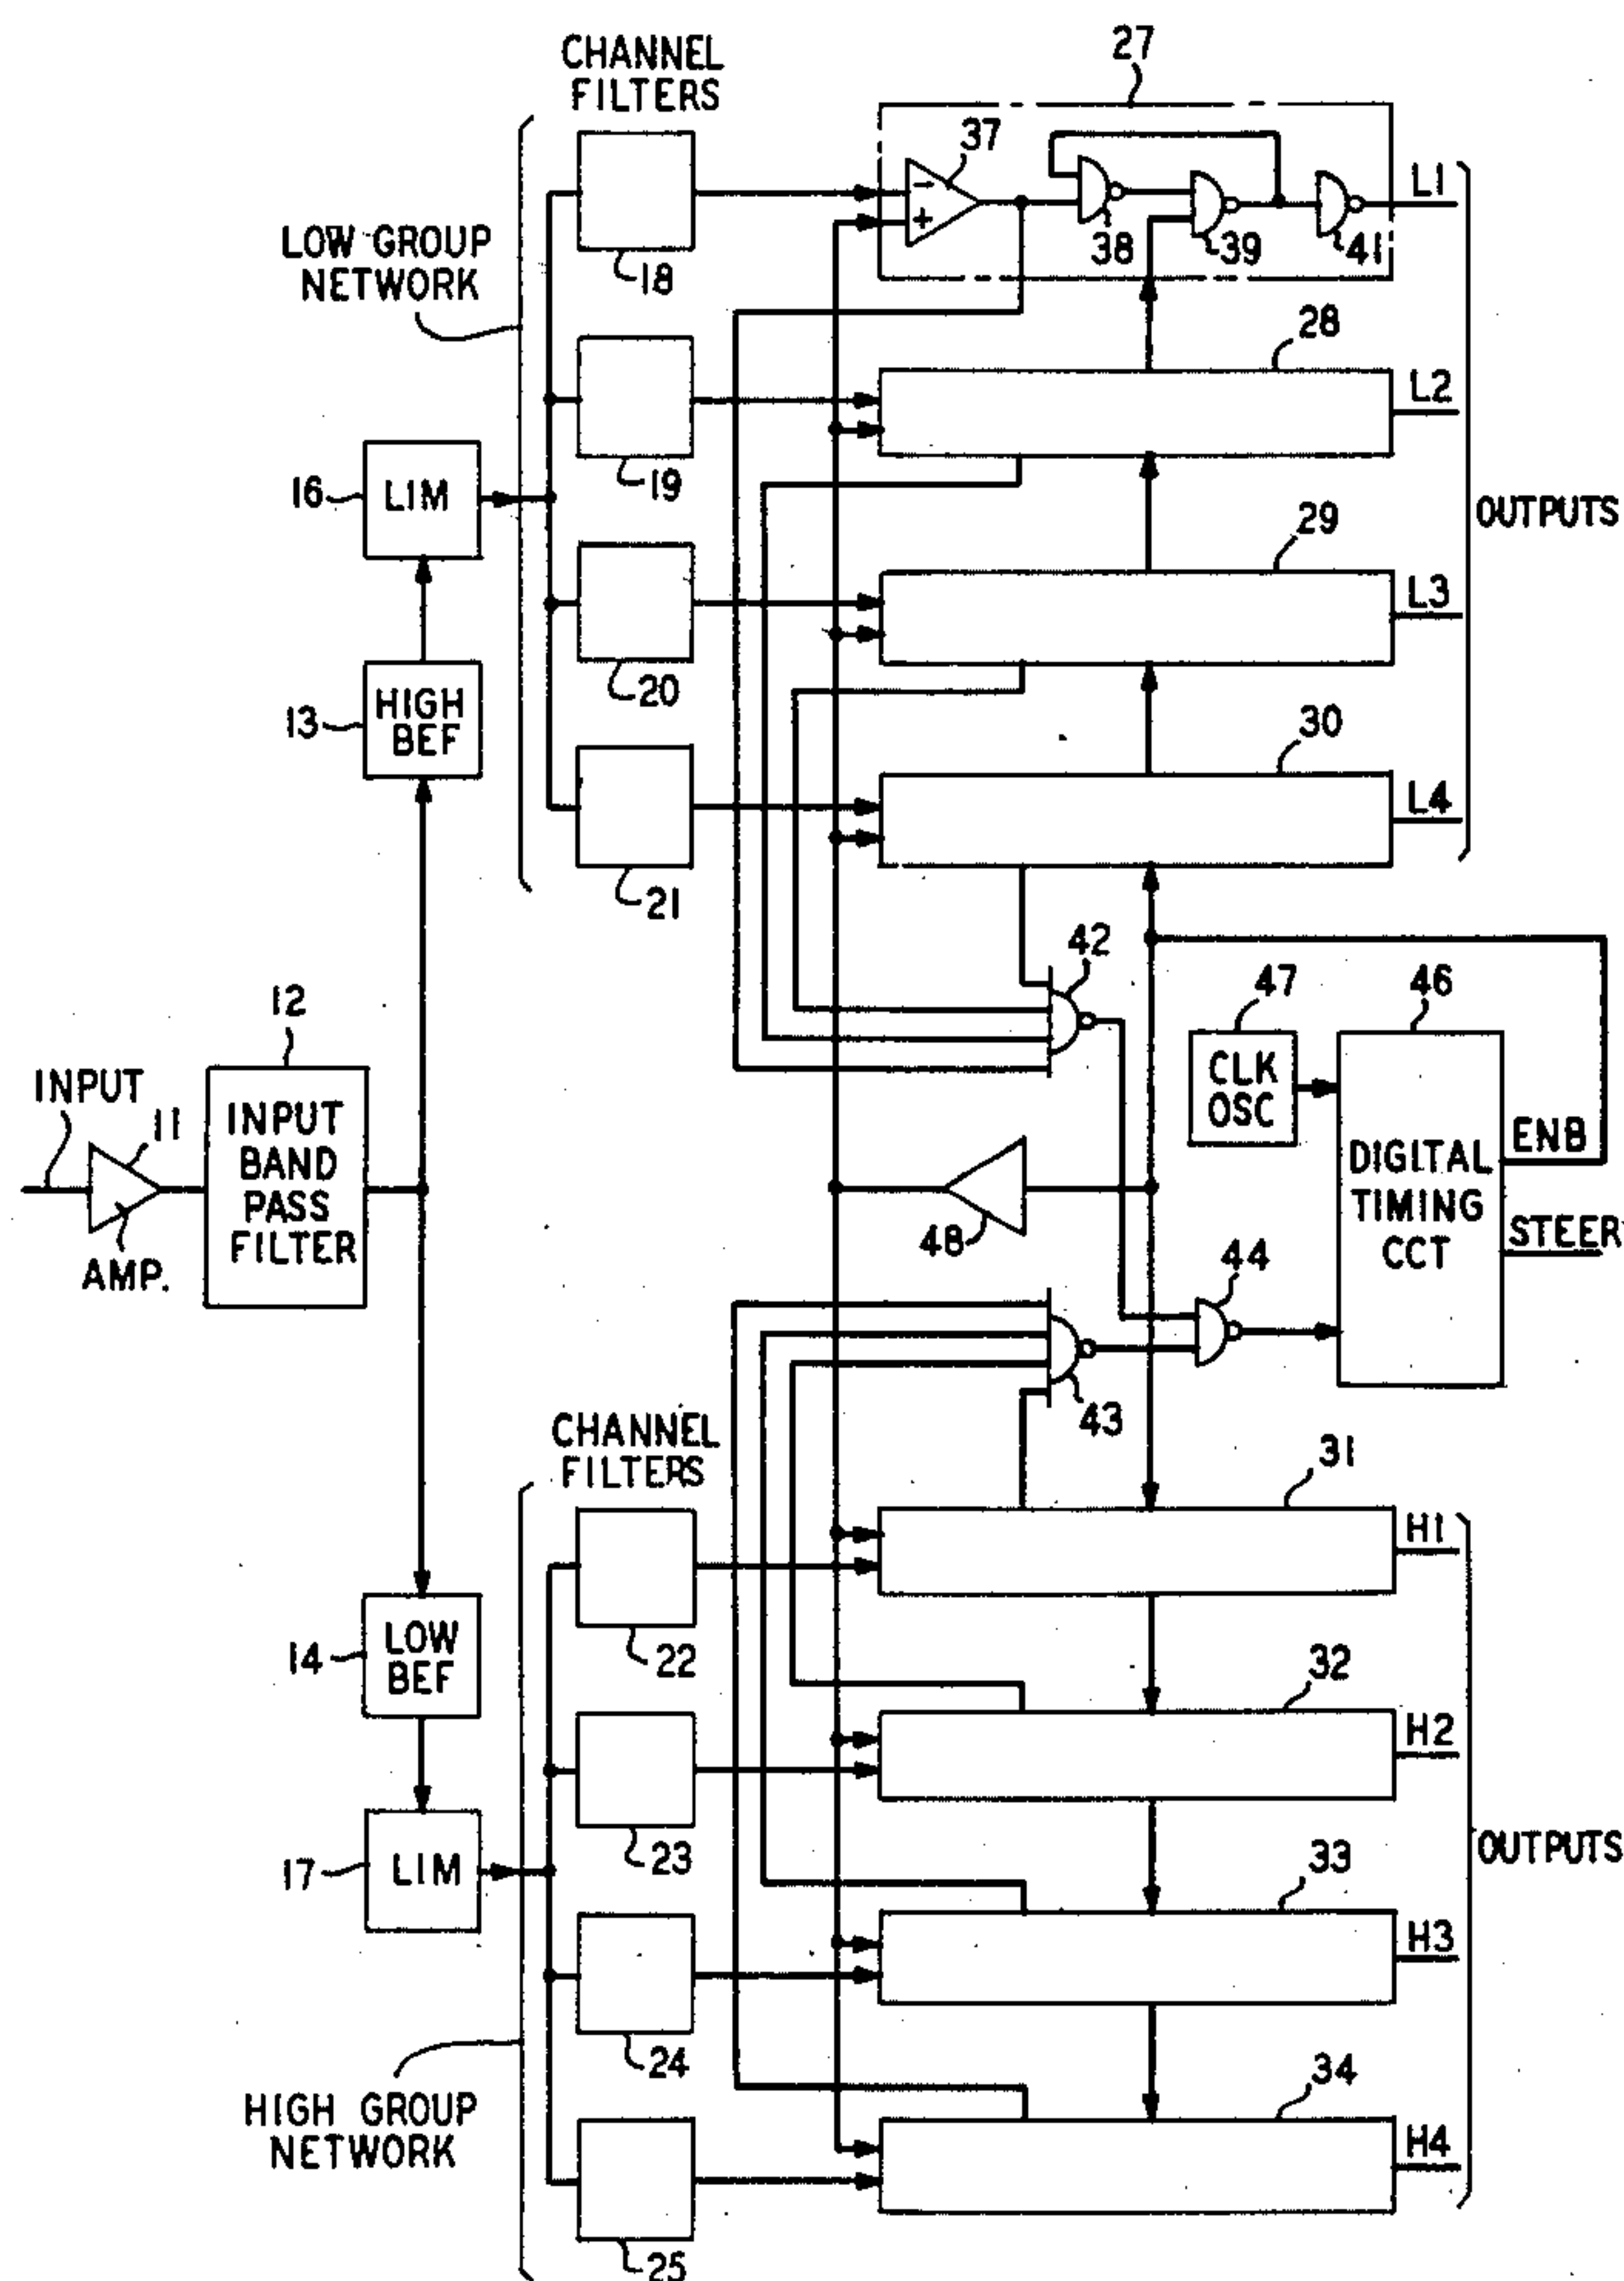 CHANNEL
FILTERS
27
37
-
+
38
39
41
L1
LOW GROUP
NETWORK
18
28
L2
16
LIM
19
29
OUTPUTS
L3
13
HIGH
BEF
20
30
L4
21
42
47
46
12
INPUT
11
INPUT
BAND
PASS
FILTER
AMP.
CLK
OSC
DIGITAL
TIMING
CCT
ENB
STEER
48
44
43
CHANNEL
FILTERS
31
H1
14
LOW
BEF
22
32
H2
17
LIM
23
33
OUTPUTS
H3
24
HIGH GROUP
NETWORK
34
H4
25